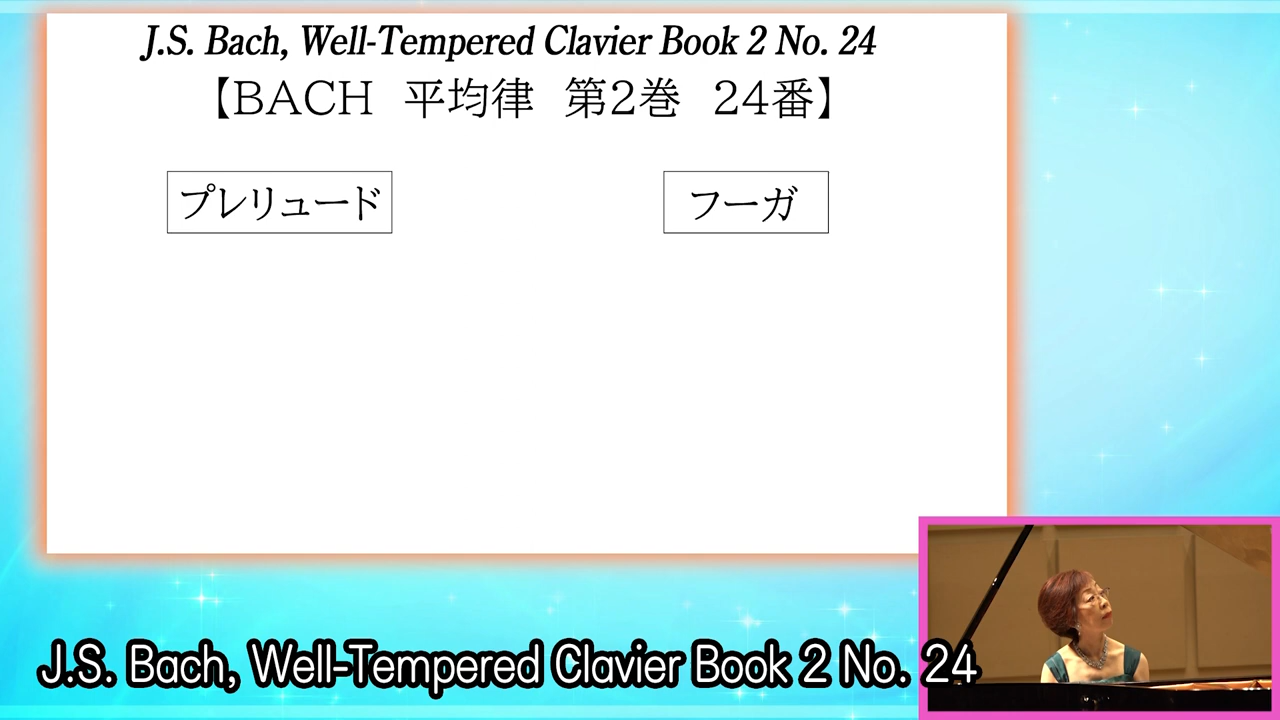 J.S. Bach, Well-Tempered Clavier Book 2 No. 24
【BACH 平均律 第2巻 24番】
プレリュード
フーガ
J.S. Bach, Well-Tempered Clavier Book 2 No. 24